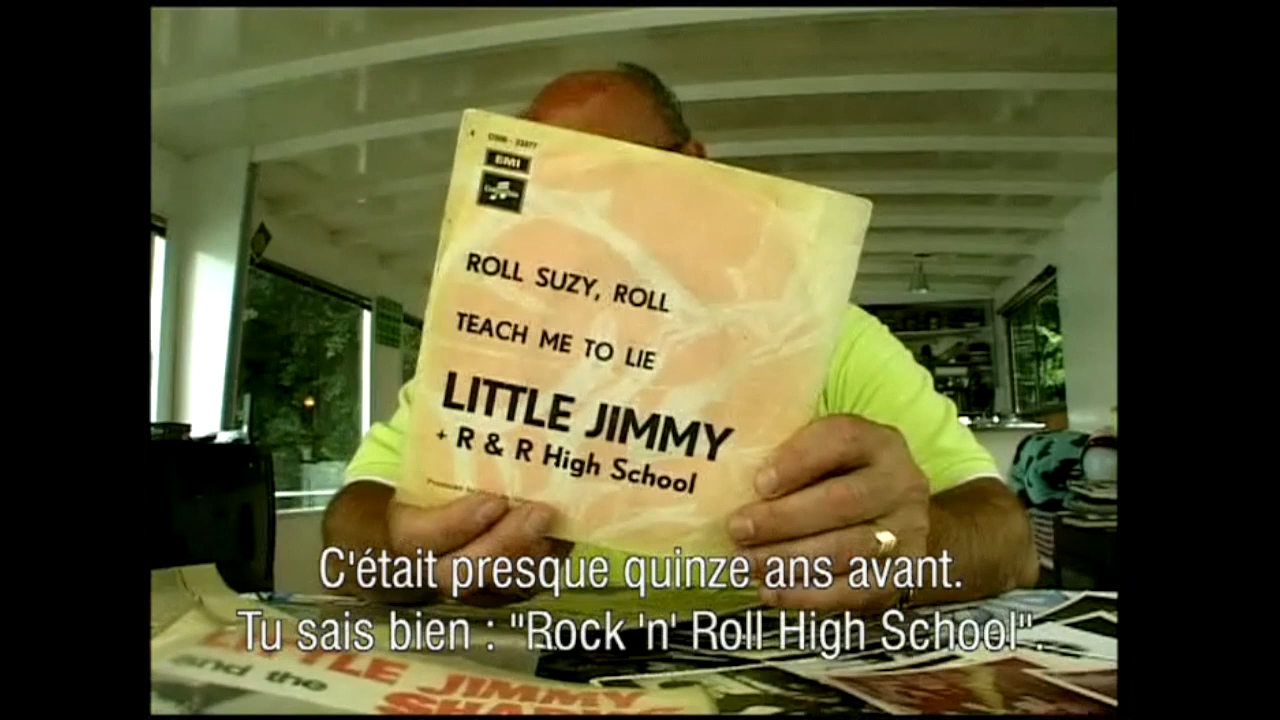 EMI
ROLL SUZY, ROLL
TEACH ME TO LIE
LITTLE JIMMY
+ R & R High School
C'était presque quinze ans avant.
Tu sais bien : "Rock 'n' Roll High School".
LITTLE JIMMY
and the